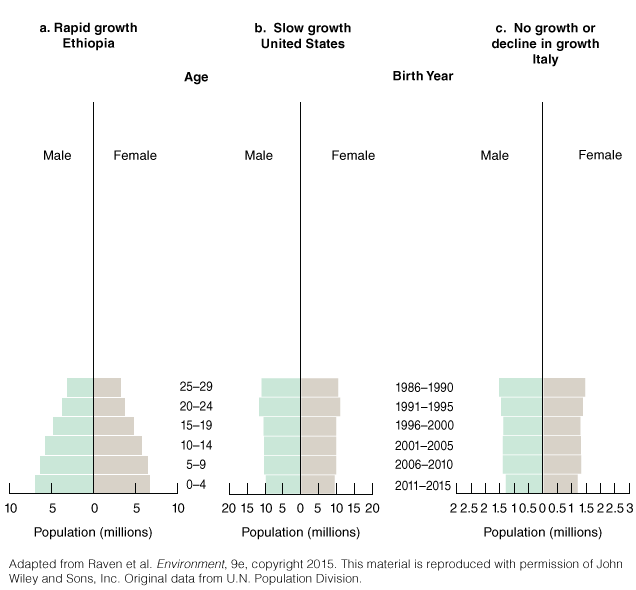 a. Rapid growth
Ethiopia
b. Slow growth
United States
c. No growth or
decline in growth
Italy
Age
Birth Year
Male
Female
Male
Female
Male
Female
25–29
1986–1990
20–24
1991–1995
15–19
1996–2000
10–14
2001–2005
5–9
2006–2010
0–4
2011–2015
10 5 0 5 10
20 15 10 5 0 5 10 15 20
2 2.5 2 1.5 1 0.5 0 0.5 1 1.5 2 2.5 3
Population (millions)
Population (millions)
Population (millions)
Adapted from Raven et al. Environment, 9e, copyright 2015. This material is reproduced with permission of John
Wiley and Sons, Inc. Original data from U.N. Population Division.